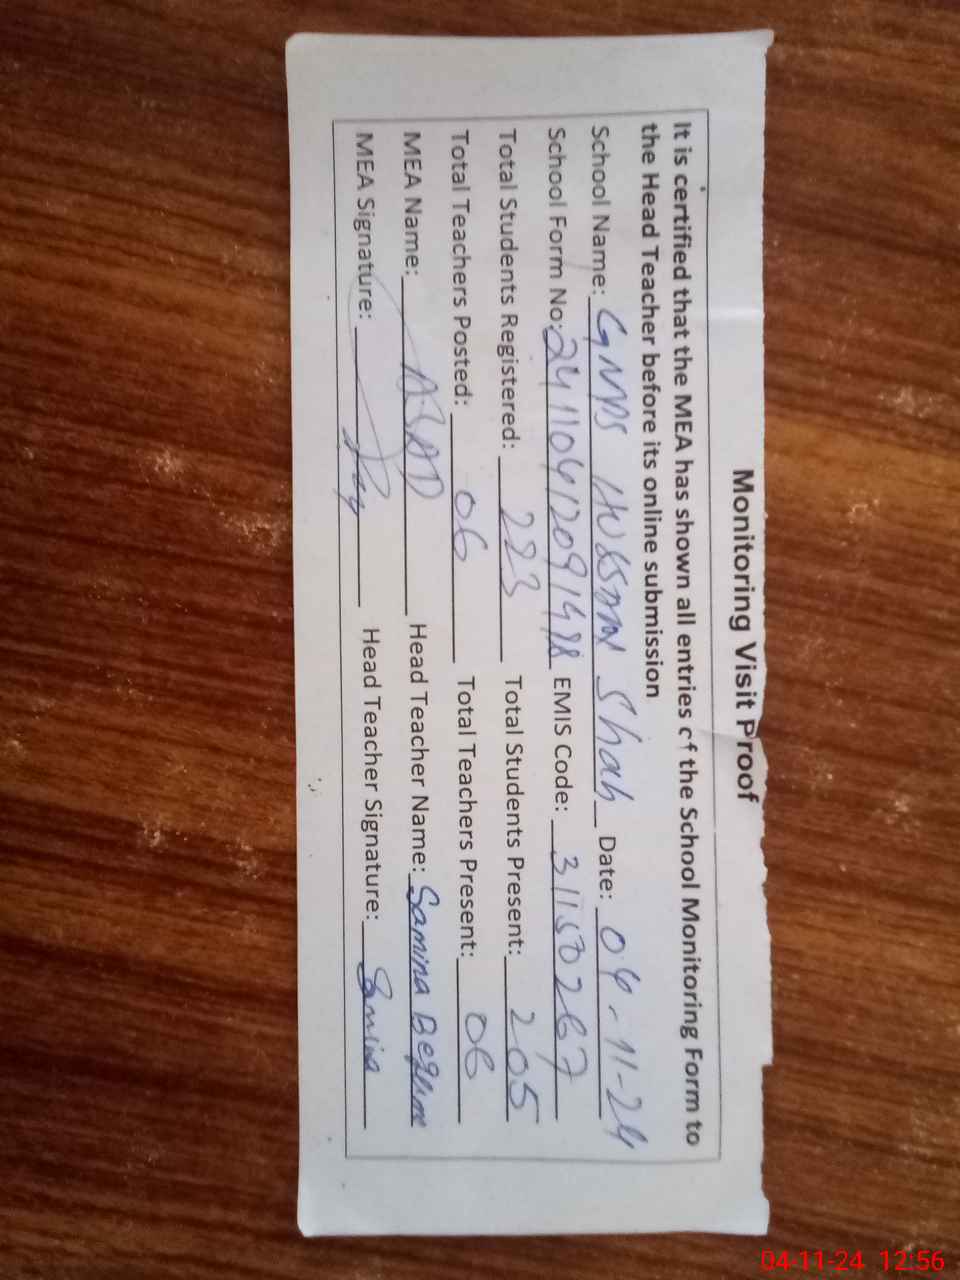 Monitoring Visit Proof
It is certified that the MEA has shown all entries of the School Monitoring Form to
the Head Teacher before its online submission
School Name: GMPS Hussain Shah Date: 04-11-24
School Form No: EMIS Code: 31150267
Total Students Registered: 223 Total Students Present: 205
Total Teachers Posted: 06 Total Teachers Present: 06
MEA Name: ASAD Head Teacher Name: Samina Begum
MEA Signature: Head Teacher Signature: Samina
04-11-24 12:56